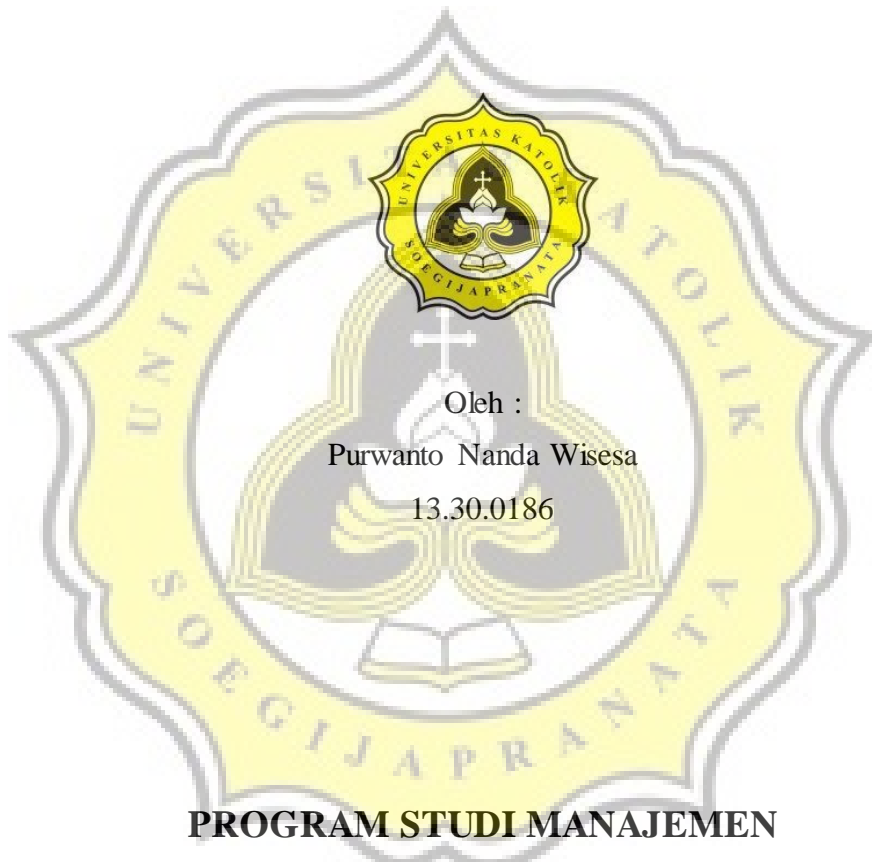 UNIVERSITAS KATOLIK
SOEGIJAPRANATA
UNIVERSITAS KATOLIK
SOEGIJAPRANATA
Oleh :
Purwanto Nanda Wisesa
13.30.0186
PROGRAM STUDI MANAJEMEN